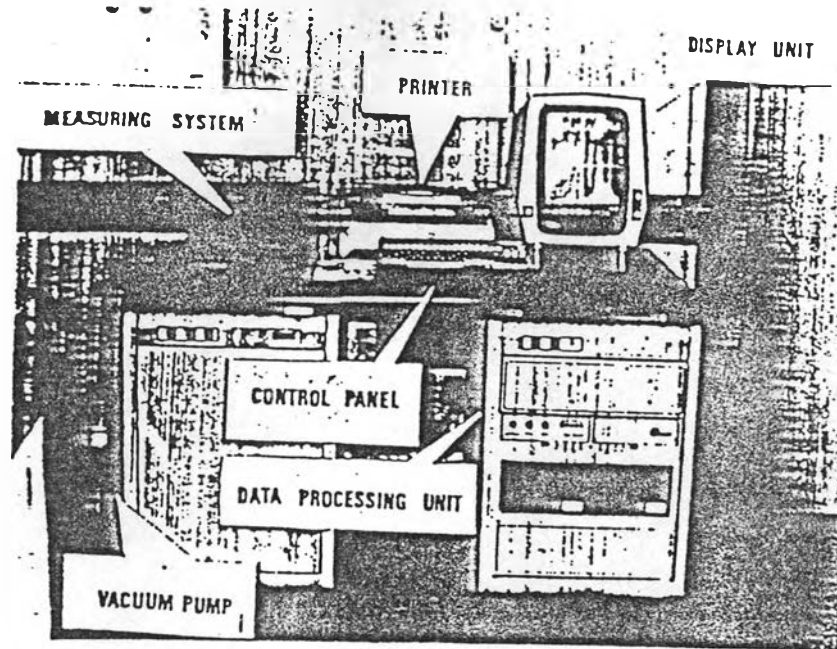 DISPLAY UNIT
PRINTER
MEASURING SYSTEM
CONTROL PANEL
DATA PROCESSING UNIT
VACUUM PUMP